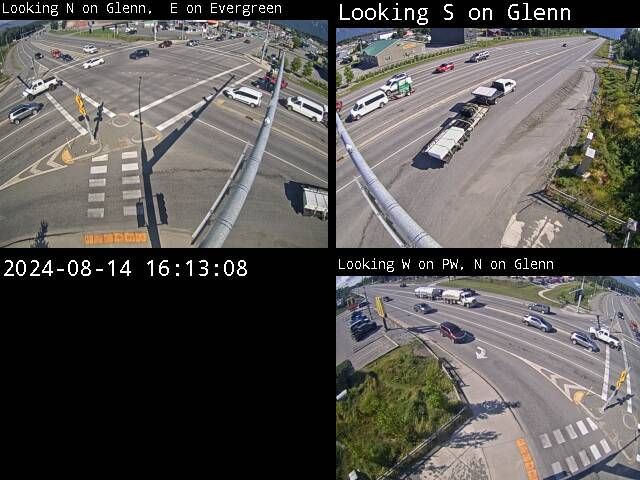 Looking N on Glenn,  E on Evergreen
Looking S on Glenn
2024-08-14 16:13:08
Looking W on PW, N on Glenn